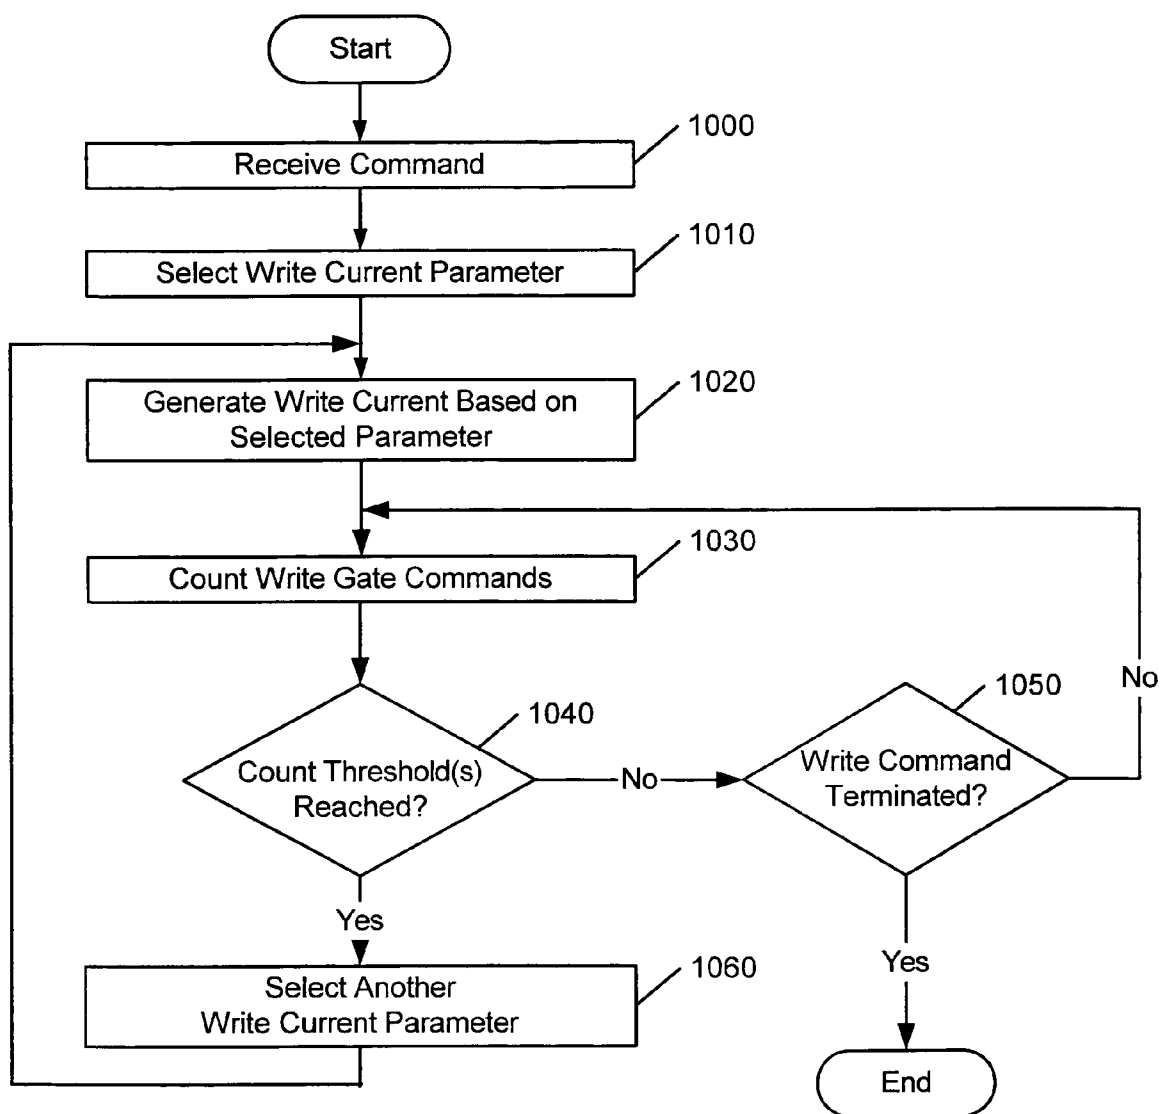 Start
1000
Receive Command
1010
Select Write Current Parameter
1020
Generate Write Current Based on
Selected Parameter
1030
Count Write Gate Commands
1040
Count Threshold(s)
Reached?
No
1050
Write Command
Terminated?
No
Yes
1060
Select Another
Write Current Parameter
Yes
End